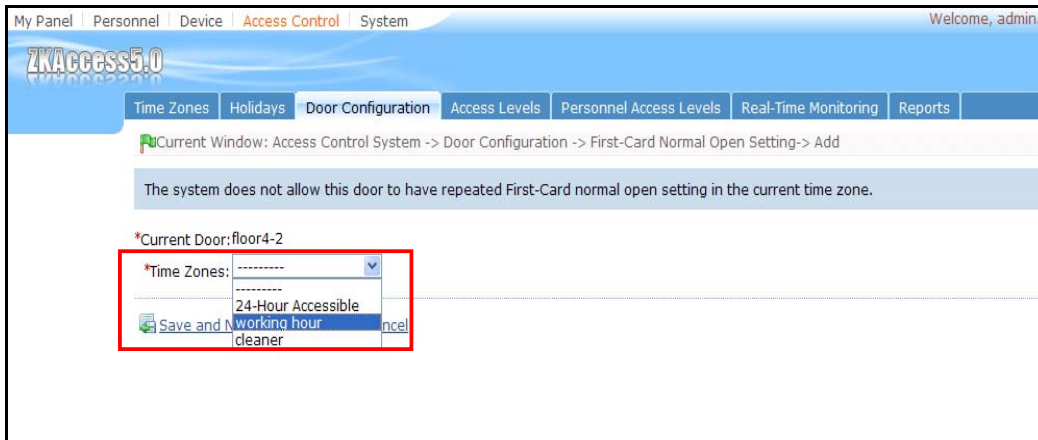 My Panel Personnel Device Access Control System Welcome, admin.
ZKAccess5.0
Time Zones Holidays Door Configuration Access Levels Personnel Access Levels Real-Time Monitoring Reports
Current Window: Access Control System -> Door Configuration -> First-Card Normal Open Setting-> Add
The system does not allow this door to have repeated First-Card normal open setting in the current time zone.
*Current Door: floor4-2
*Time Zones: ---------
---------
24-Hour Accessible
working hour
cleaner
Save and N ncel